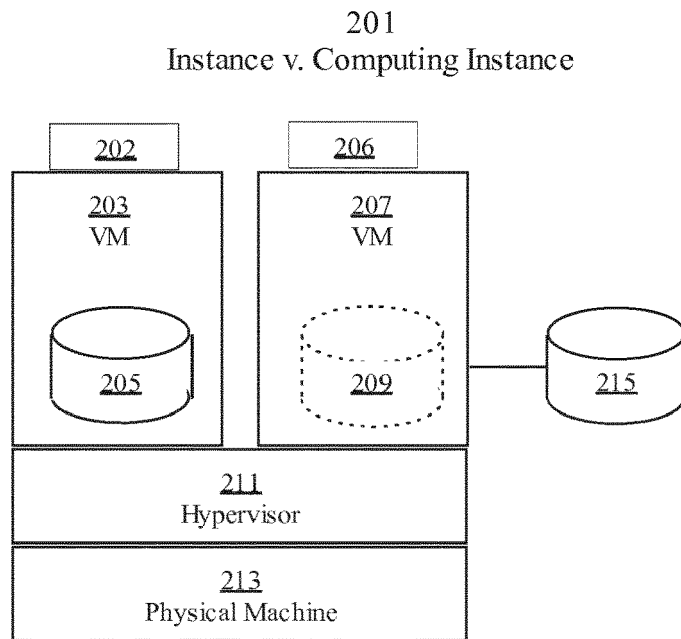 201
Instance v. Computing Instance
202
206
203
VM
207
VM
205
209
215
211
Hypervisor
213
Physical Machine